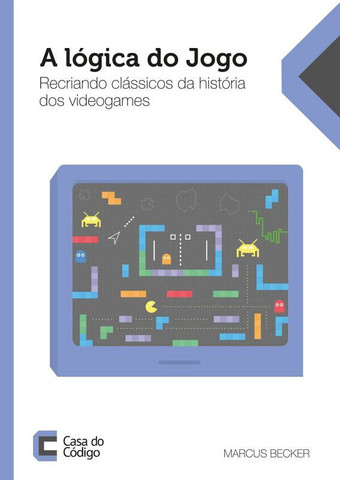 A lógica do Jogo
Recriando clássicos da história
dos videogames
Casa do
Código
MARCUS BECKER